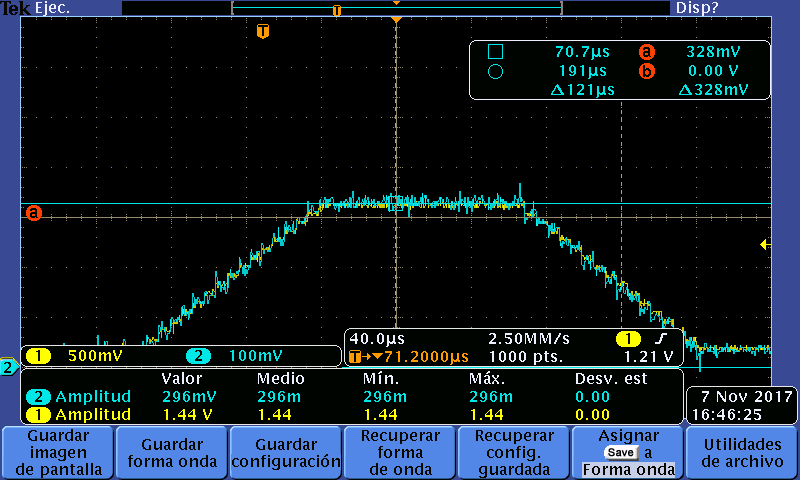 Tek Ejec. Disp?
T
T
70.7µs a 328mV
191µs b 0.00 V
Δ121µs Δ328mV
a
2
1 500mV 2 100mV
40.0µs 2.50MM/s 1
T→▼71.2000µs 1000 pts. 1.21 V
Valor Medio Mín. Máx. Desv. est
2 Amplitud 296mV 296m 296m 296m 0.00
1 Amplitud 1.44 V 1.44 1.44 1.44 0.00
7 Nov 2017
16:46:25
Guardar imagen de pantalla
Guardar forma onda
Guardar configuración
Recuperar forma de onda
Recuperar config. guardada
Asignar Save a Forma onda
Utilidades de archivo